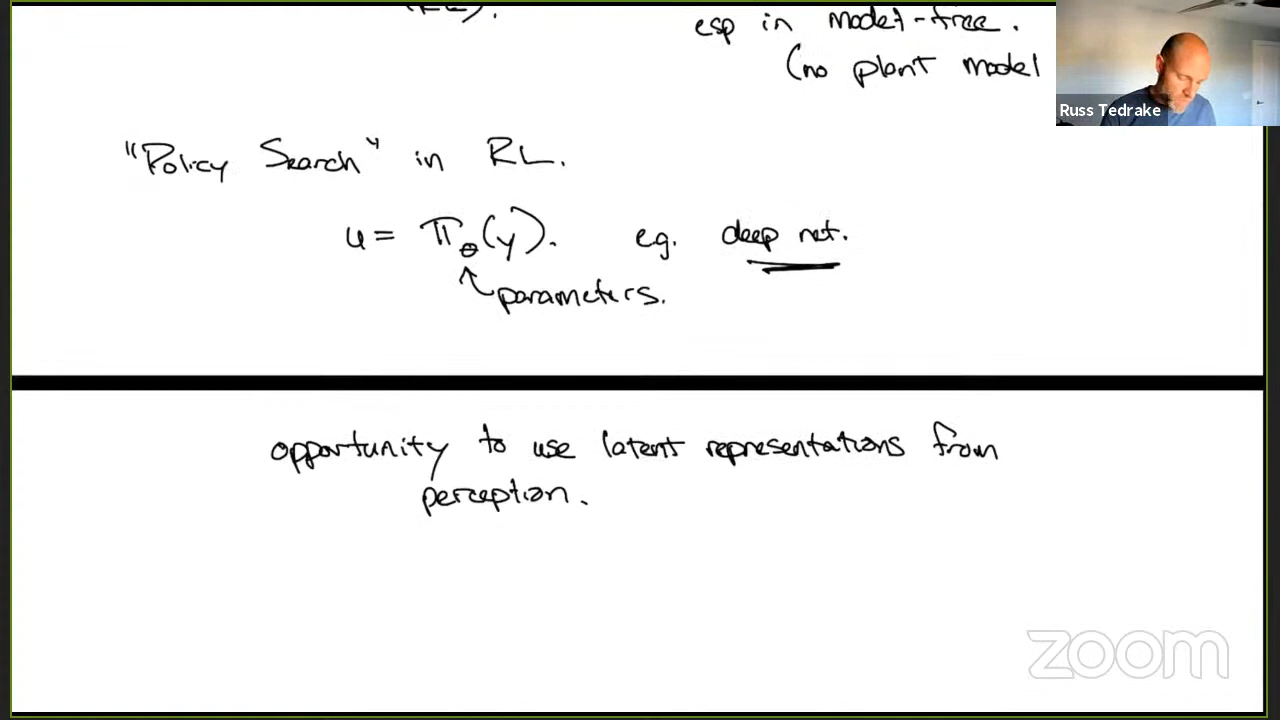 esp in model-free.
(no plant model
Russ Tedrake
"Policy Search" in RL.
u = π_θ(y). e.g. deep net.
parameters.
opportunity to use latent representations from
perception.
zoom